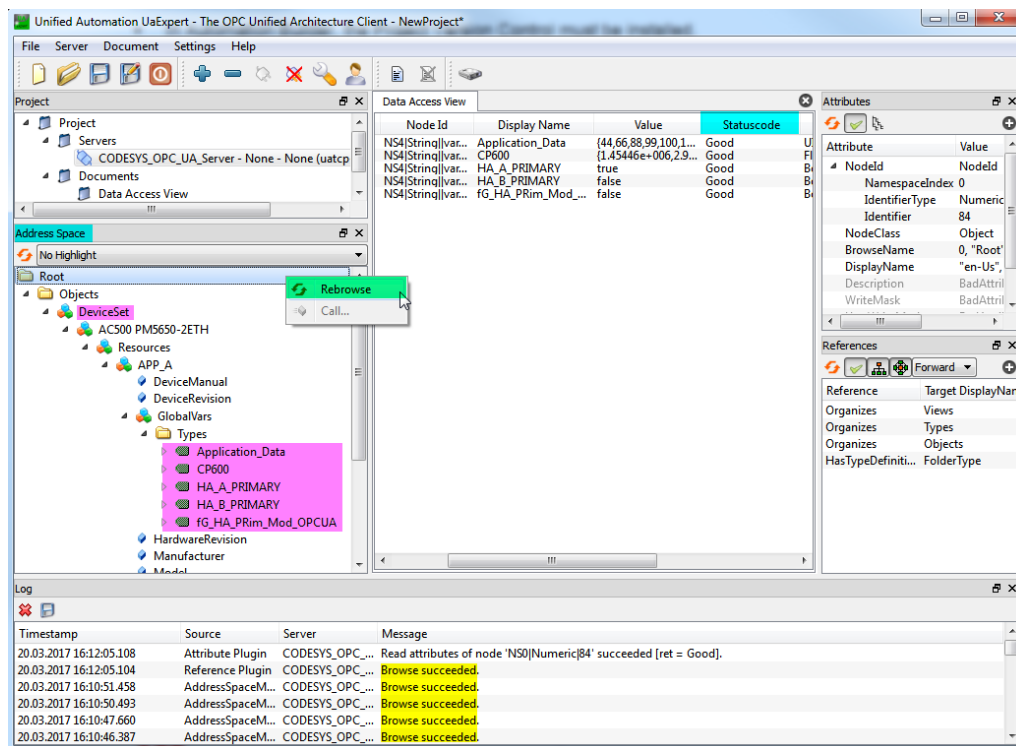 Unified Automation UaExpert - The OPC Unified Architecture Client - NewProject*
File Server Document Settings Help
Project
Project
Servers
CODESYS_OPC_UA_Server - None - None (uatcp
Documents
Data Access View
Address Space
No Highlight
Root
Objects
DeviceSet
AC500 PM5650-2ETH
Resources
APP_A
DeviceManual
DeviceRevision
GlobalVars
Types
Application_Data
CP600
HA_A_PRIMARY
HA_B_PRIMARY
fG_HA_PRim_Mod_OPCUA
HardwareRevision
Manufacturer
Model
Rebrowse
Call...
Data Access View
Node Id Display Name Value Statuscode
NS4|String||var... Application_Data {44,66,88,99,100,1... Good
NS4|String||var... CP600 {1.45446e+006,2.9... Good
NS4|String||var... HA_A_PRIMARY true Good
NS4|String||var... HA_B_PRIMARY false Good
NS4|String||var... fG_HA_PRim_Mod_... false Good
Attributes
Attribute Value
NodeId NodeId
NamespaceIndex 0
IdentifierType Numeric
Identifier 84
NodeClass Object
BrowseName 0, "Root"
DisplayName "en-Us",
Description BadAttril
WriteMask BadAttril
References
Forward
Reference Target DisplayNar
Organizes Views
Organizes Types
Organizes Objects
HasTypeDefiniti... FolderType
Log
Timestamp Source Server Message
20.03.2017 16:12:05.108 Attribute Plugin CODESYS_OPC_... Read attributes of node 'NS0|Numeric|84' succeeded [ret = Good].
20.03.2017 16:12:05.104 Reference Plugin CODESYS_OPC_... Browse succeeded.
20.03.2017 16:10:51.458 AddressSpaceM... CODESYS_OPC_... Browse succeeded.
20.03.2017 16:10:50.493 AddressSpaceM... CODESYS_OPC_... Browse succeeded.
20.03.2017 16:10:47.660 AddressSpaceM... CODESYS_OPC_... Browse succeeded.
20.03.2017 16:10:46.387 AddressSpaceM... CODESYS_OPC_... Browse succeeded.